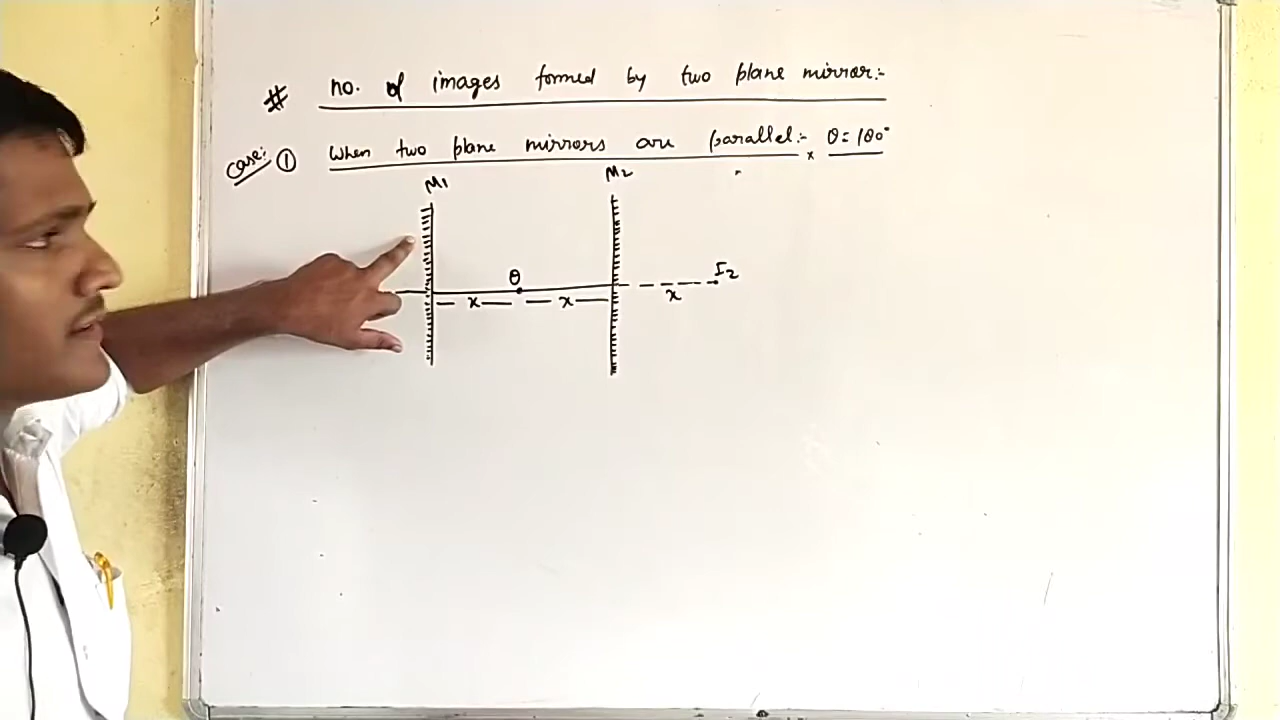 # no. of images formed by two plane mirror:-
Case: ① When two plane mirrors are parallel:- θ = 180°
M1 M2
θ I2
x x x